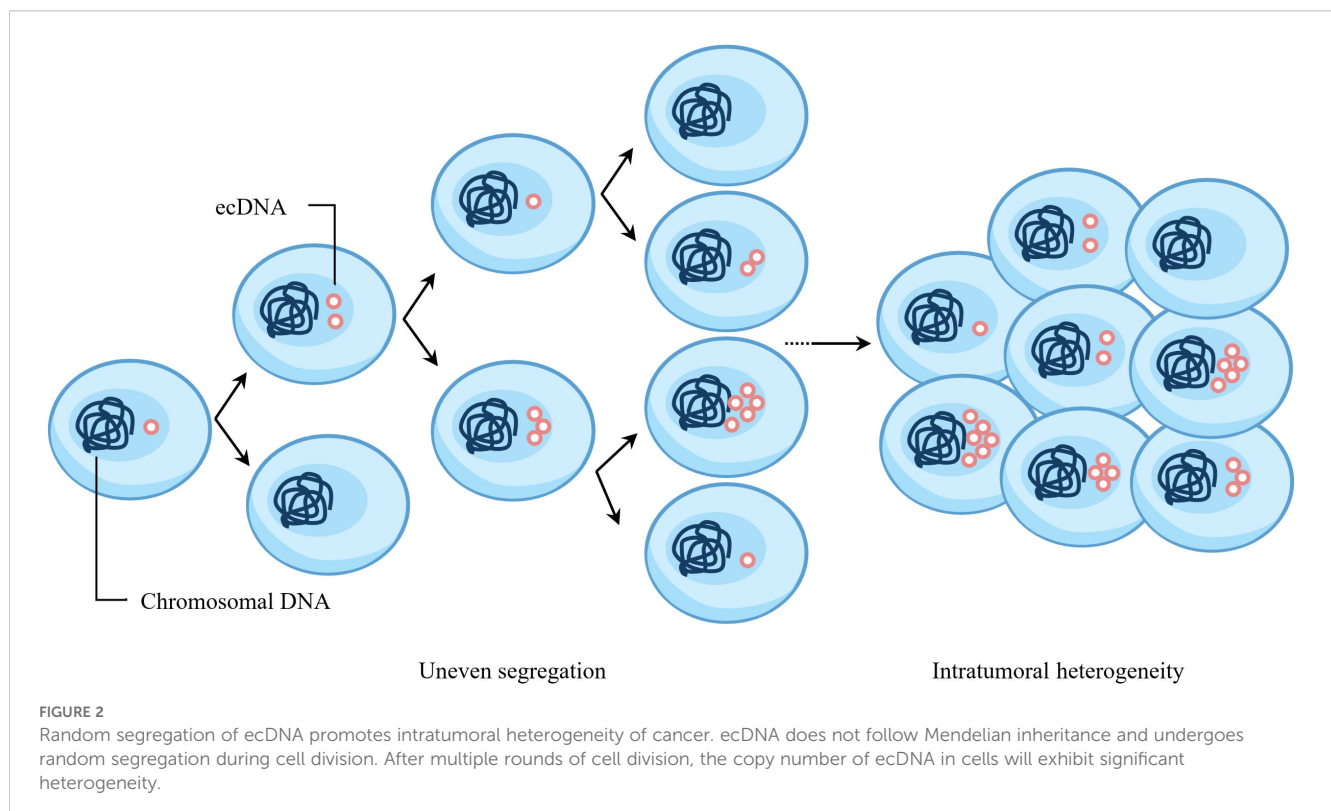 ecDNA
Chromosomal DNA
Uneven segregation
Intratumoral heterogeneity
FIGURE 2
Random segregation of ecDNA promotes intratumoral heterogeneity of cancer. ecDNA does not follow Mendelian inheritance and undergoes
random segregation during cell division. After multiple rounds of cell division, the copy number of ecDNA in cells will exhibit significant
heterogeneity.